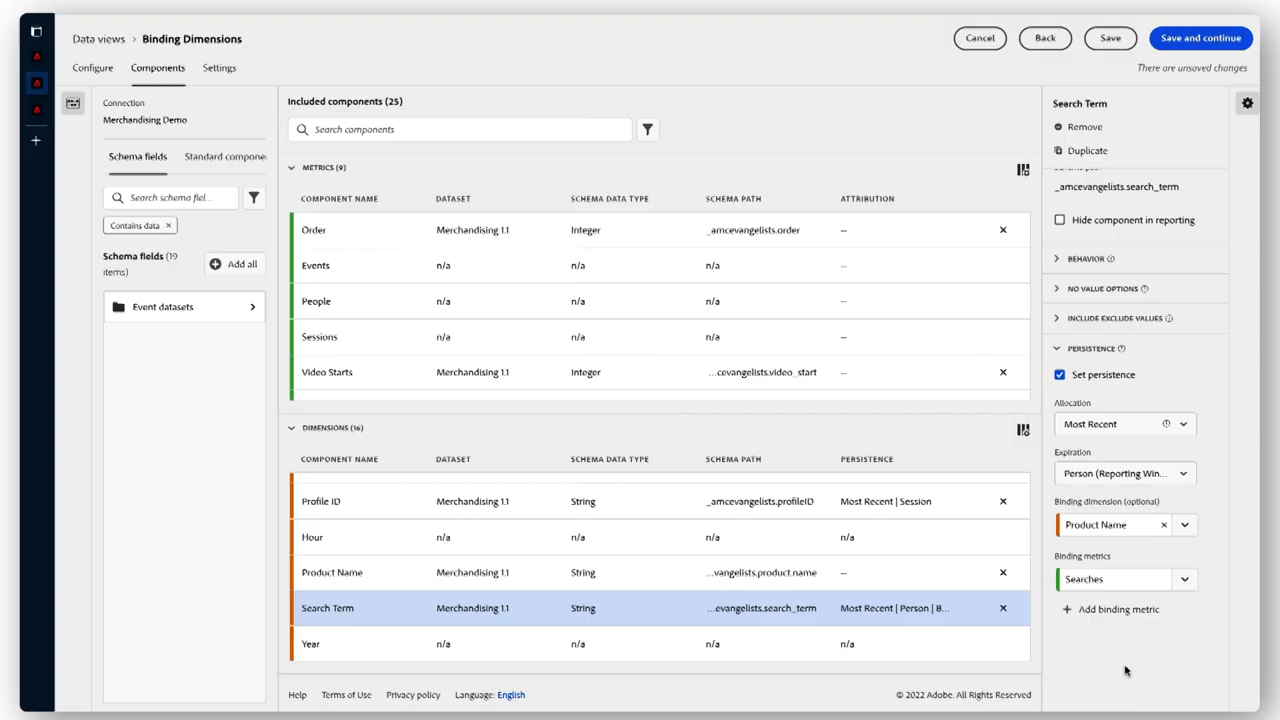 Data views > Binding Dimensions
Cancel
Back
Save
Save and continue
Configure
Components
Settings
There are unsaved changes
Connection
Merchandising Demo
Schema fields
Standard compone
Search schema fiel...
Contains data ×
Schema fields (19
items)
Add all
Event datasets
Included components (25)
Search components
METRICS (9)
COMPONENT NAME DATASET SCHEMA DATA TYPE SCHEMA PATH ATTRIBUTION
Order Merchandising 1.1 Integer _amcevangelists.order --
Events n/a n/a n/a --
People n/a n/a n/a --
Sessions n/a n/a n/a --
Video Starts Merchandising 1.1 Integer ...cevangelists.video_start --
DIMENSIONS (16)
COMPONENT NAME DATASET SCHEMA DATA TYPE SCHEMA PATH PERSISTENCE
Profile ID Merchandising 1.1 String _amcevangelists.profileID Most Recent | Session
Hour n/a n/a n/a n/a
Product Name Merchandising 1.1 String ...vangelists.product.name --
Search Term Merchandising 1.1 String ...evangelists.search_term Most Recent | Person | B...
Year n/a n/a n/a n/a
Search Term
Remove
Duplicate
_amcevangelists.search_term
Hide component in reporting
BEHAVIOR
NO VALUE OPTIONS
INCLUDE EXCLUDE VALUES
PERSISTENCE
Set persistence
Allocation
Most Recent
Expiration
Person (Reporting Win...
Binding dimension (optional)
Product Name
Binding metrics
Searches
+ Add binding metric
Help Terms of Use Privacy policy Language: English
© 2022 Adobe. All Rights Reserved